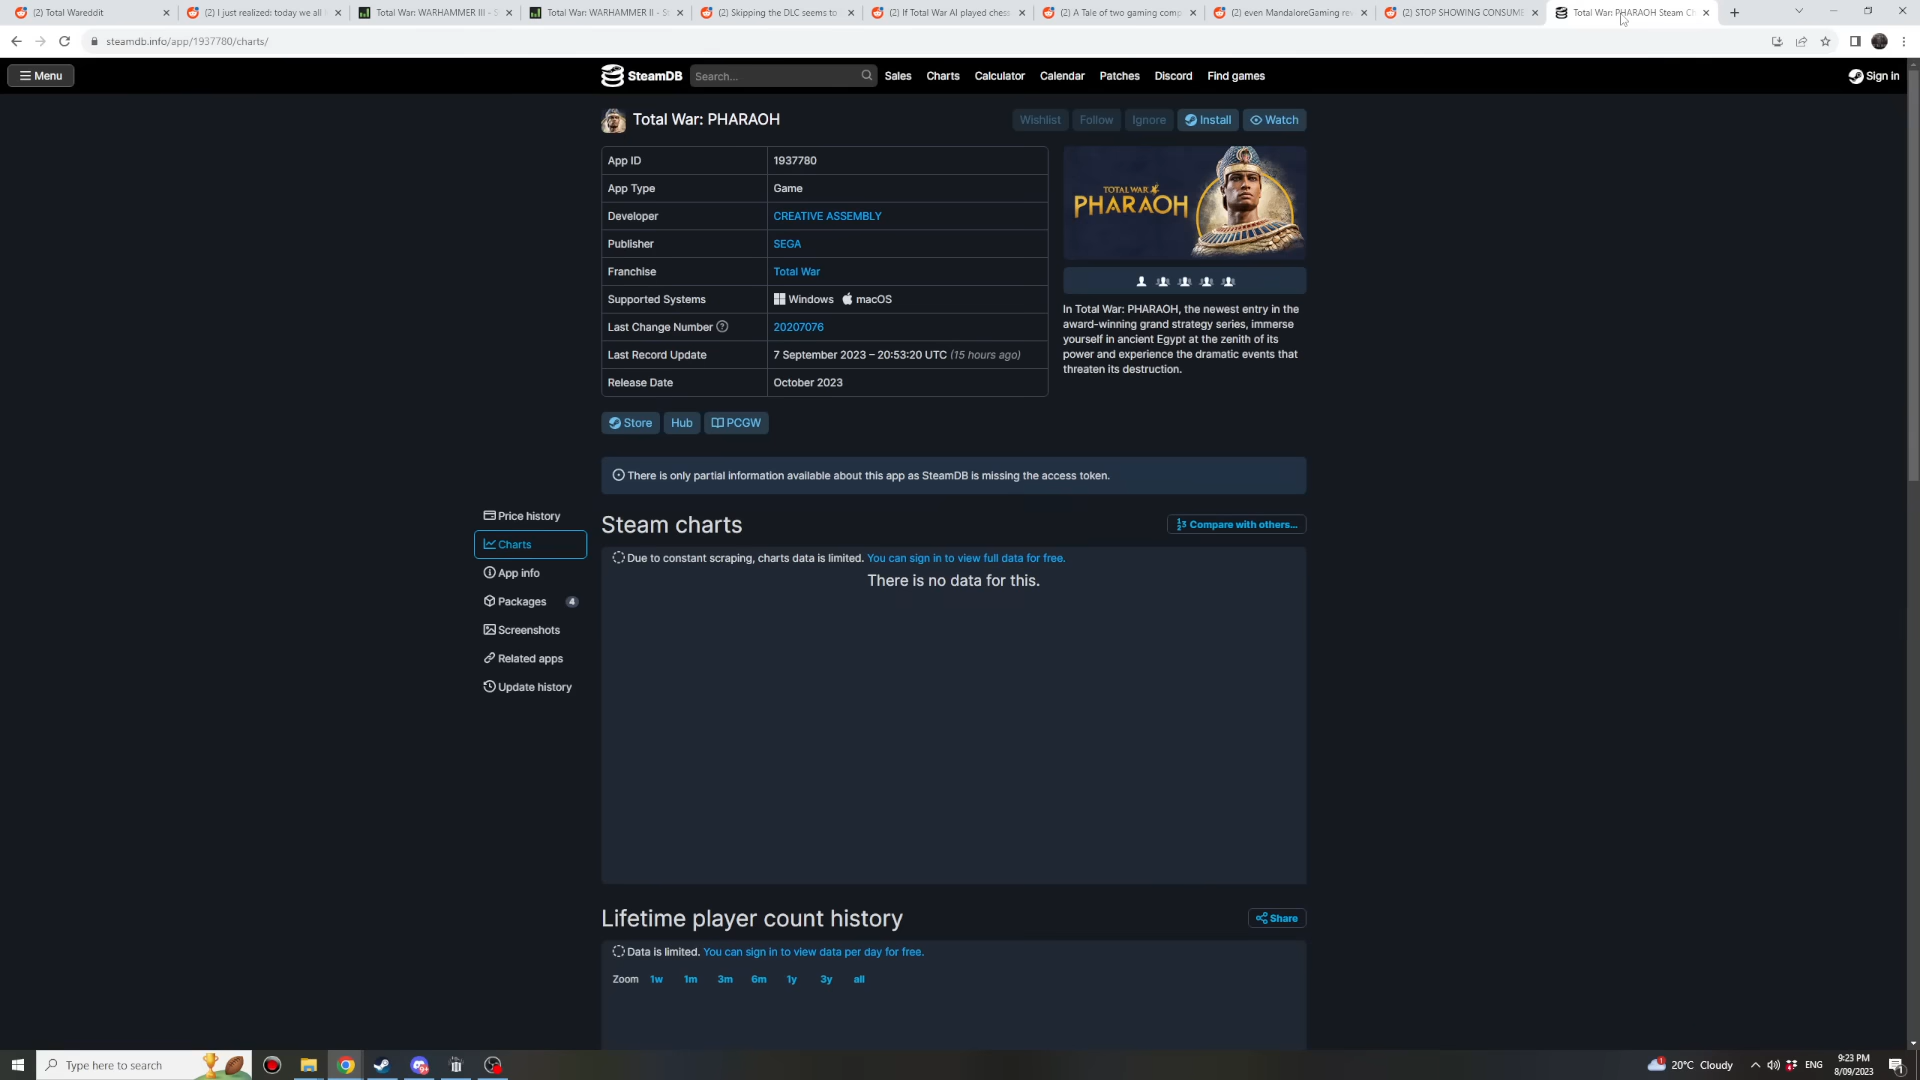 (2) Total Wareddit
(2) I just realized: today we all
Total War: WARHAMMER III - S
Total War: WARHAMMER II - S
(2) Skipping the DLC seems to
(2) If Total War AI played chess
(2) A Tale of two gaming comp
(2) even MandaloreGaming re
(2) STOP SHOWING CONSUME
Total War: PHARAOH Steam Ch
steamdb.info/app/1937780/charts/
Menu
SteamDB
Search...
Sales
Charts
Calculator
Calendar
Patches
Discord
Find games
Sign in
Total War: PHARAOH
Wishlist
Follow
Ignore
Install
Watch
App ID 1937780
App Type Game
Developer CREATIVE ASSEMBLY
Publisher SEGA
Franchise Total War
Supported Systems Windows macOS
Last Change Number 20207076
Last Record Update 7 September 2023 – 20:53:20 UTC (15 hours ago)
Release Date October 2023
TOTAL WAR
PHARAOH
In Total War: PHARAOH, the newest entry in the
award-winning grand strategy series, immerse
yourself in ancient Egypt at the zenith of its
power and experience the dramatic events that
threaten its destruction.
Store
Hub
PCGW
There is only partial information available about this app as SteamDB is missing the access token.
Price history
Charts
App info
Packages 4
Screenshots
Related apps
Update history
Steam charts
Compare with others...
Due to constant scraping, charts data is limited. You can sign in to view full data for free.
There is no data for this.
Lifetime player count history
Share
Data is limited. You can sign in to view data per day for free.
Zoom 1w 1m 3m 6m 1y 3y all
Type here to search
20°C Cloudy
ENG
9:23 PM
8/09/2023